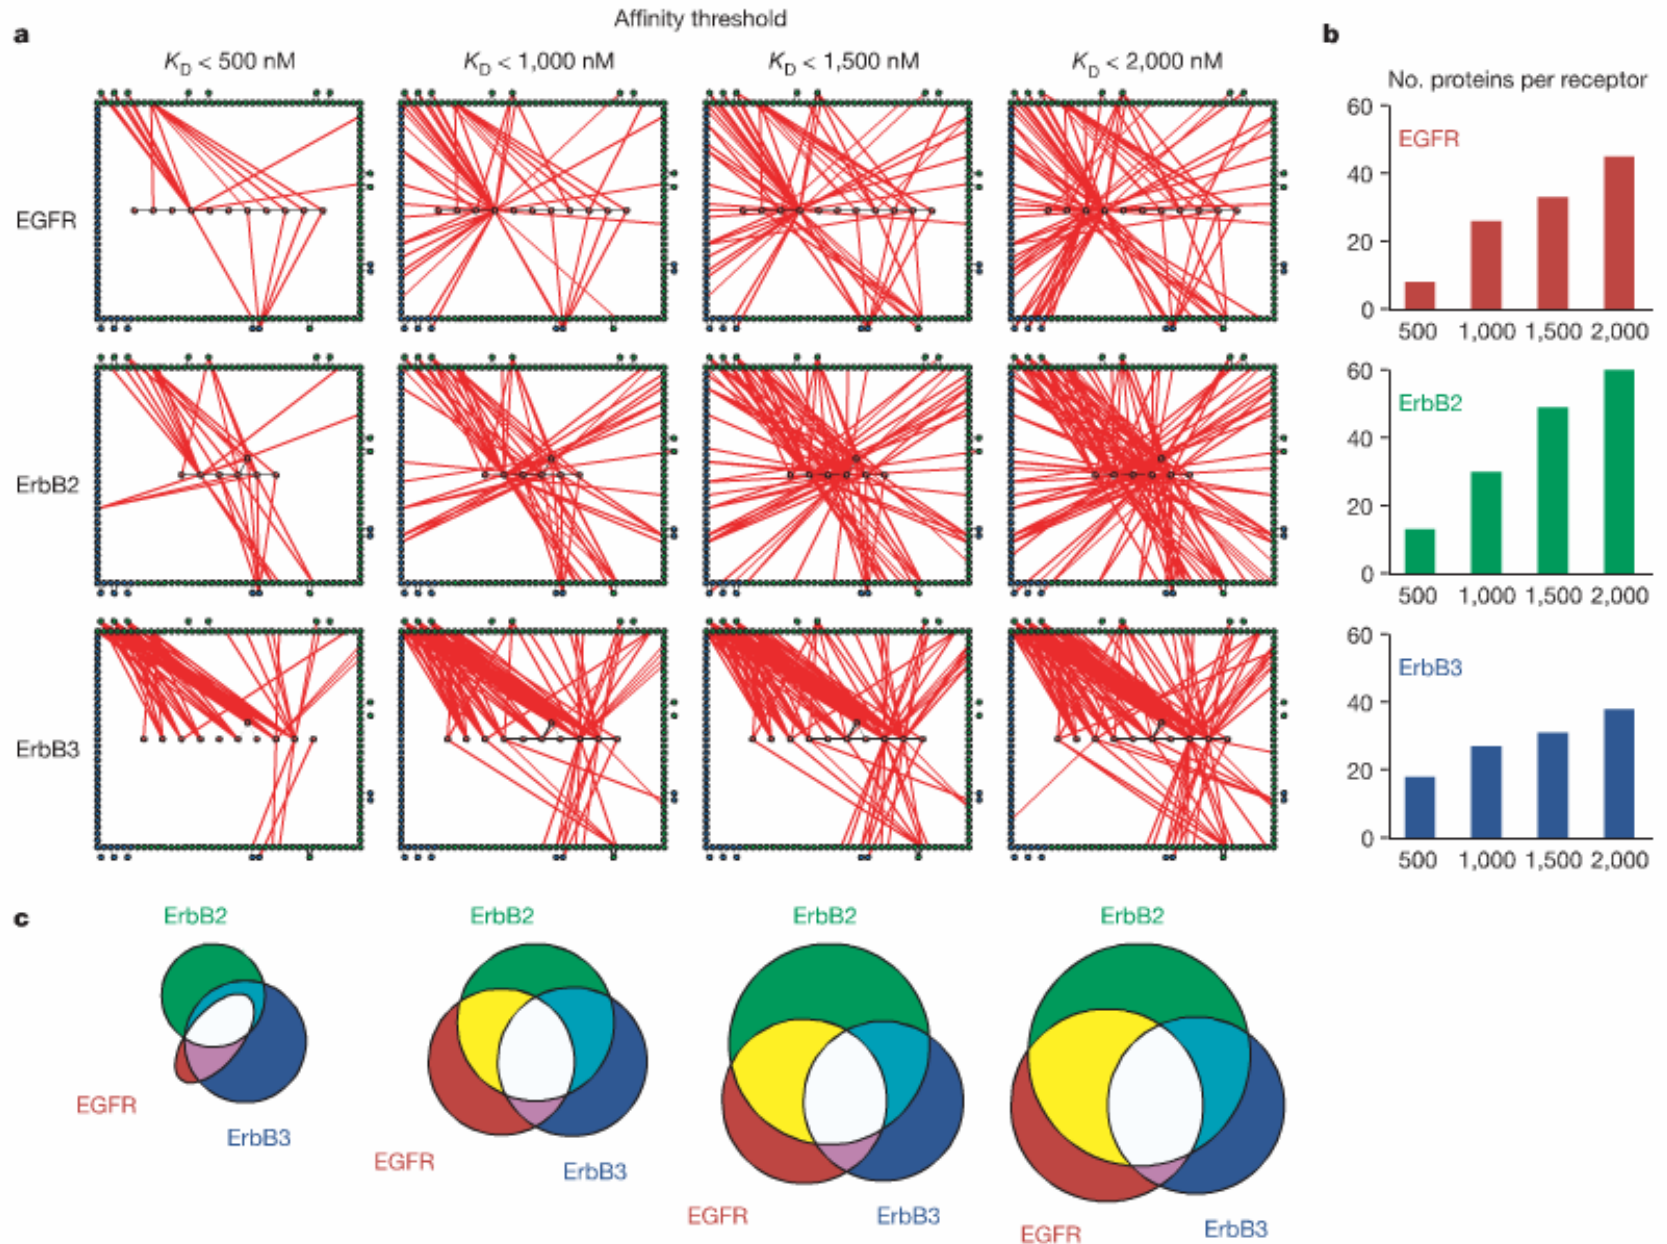 a
Affinity threshold
K_D < 500 nM
K_D < 1,000 nM
K_D < 1,500 nM
K_D < 2,000 nM
EGFR
ErbB2
ErbB3
b
No. proteins per receptor
60
40
20
0
EGFR
500 1,000 1,500 2,000
60
40
20
0
ErbB2
500 1,000 1,500 2,000
60
40
20
0
ErbB3
500 1,000 1,500 2,000
c
ErbB2
EGFR
ErbB3
ErbB2
EGFR
ErbB3
ErbB2
EGFR
ErbB3
ErbB2
EGFR
ErbB3